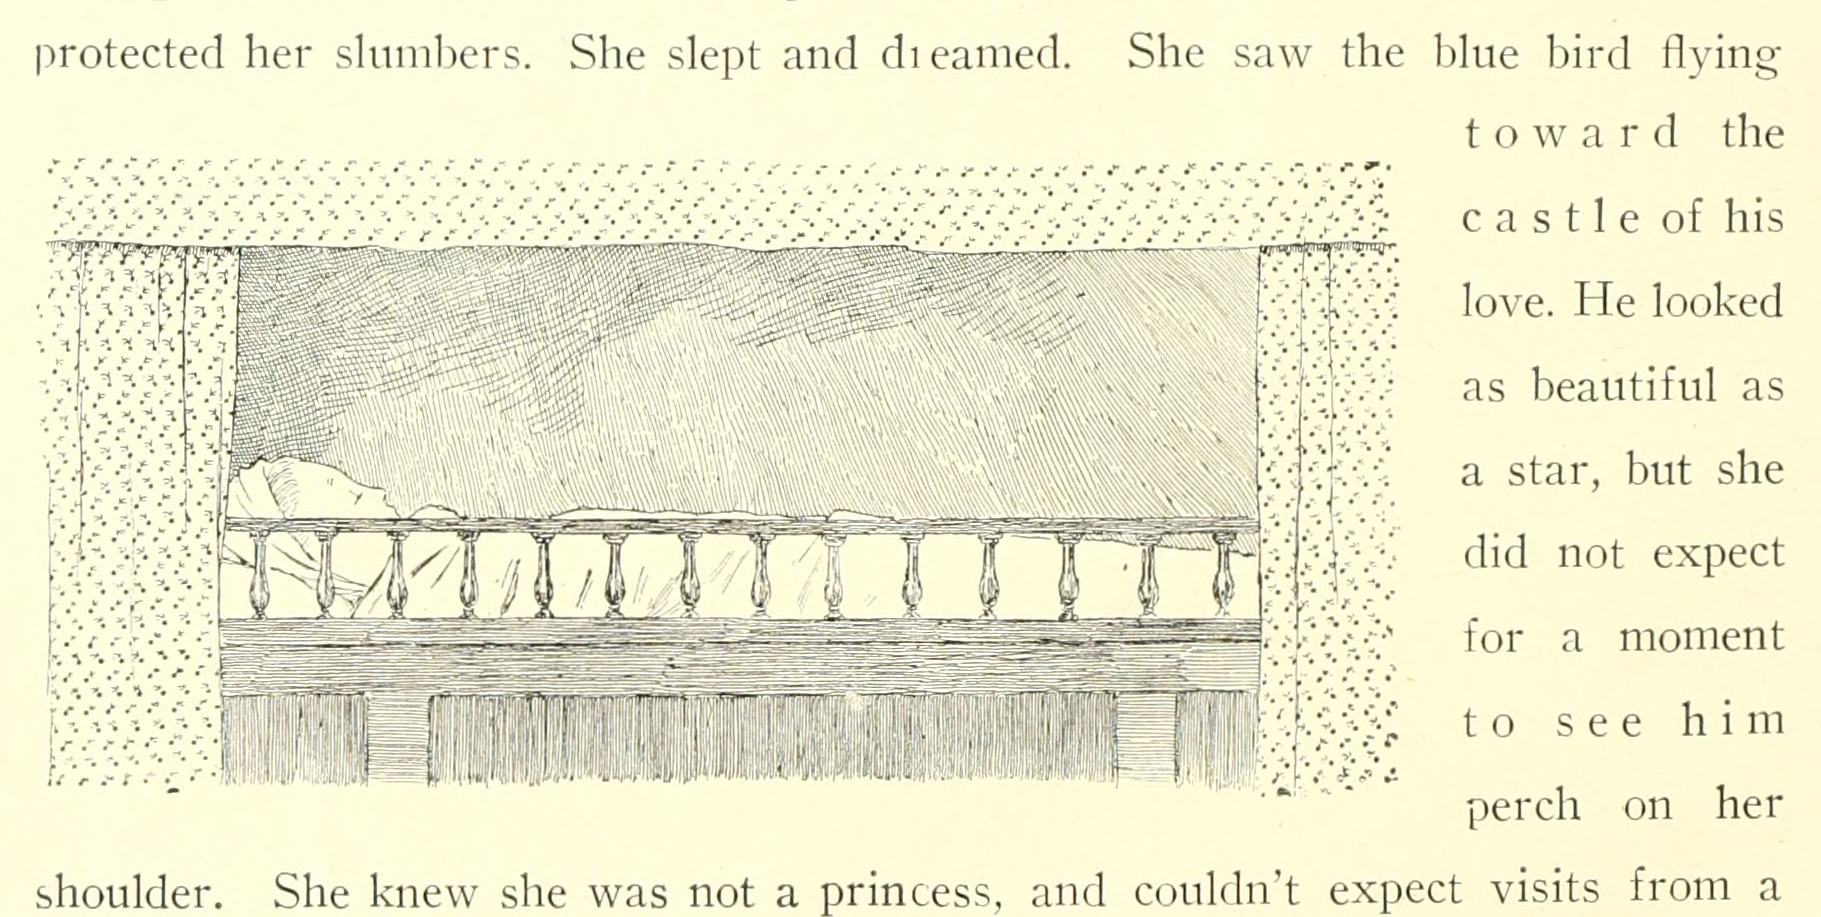 protected her slumbers. She slept and dreamed. She saw the blue bird flying
toward the
castle of his
love. He looked
as beautiful as
a star, but she
did not expect
for a moment
to see him
perch on her
shoulder. She knew she was not a princess, and couldn't expect visits from a